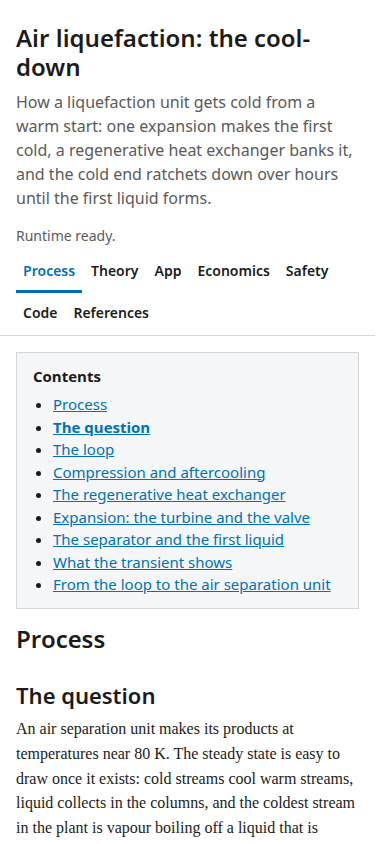 Air liquefaction: the cool-
down
How a liquefaction unit gets cold from a
warm start: one expansion makes the first
cold, a regenerative heat exchanger banks it,
and the cold end ratchets down over hours
until the first liquid forms.
Runtime ready.
Process Theory App Economics Safety
Code References
Contents
Process
The question
The loop
Compression and aftercooling
The regenerative heat exchanger
Expansion: the turbine and the valve
The separator and the first liquid
What the transient shows
From the loop to the air separation unit
Process
The question
An air separation unit makes its products at
temperatures near 80 K. The steady state is easy to
draw once it exists: cold streams cool warm streams,
liquid collects in the columns, and the coldest stream
in the plant is vapour boiling off a liquid that is